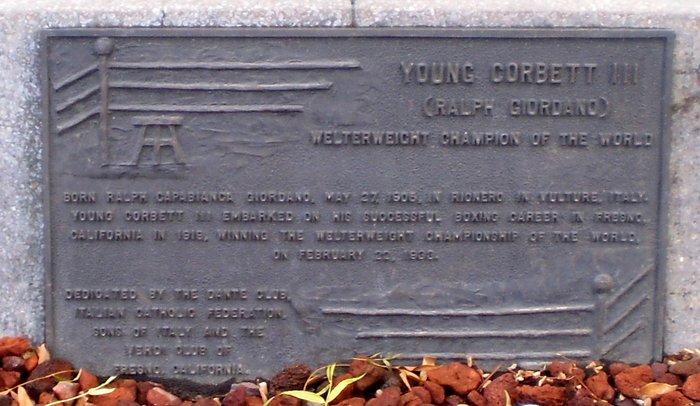 YOUNG CORBETT III
(RALPH GIORDANO)
WELTERWEIGHT CHAMPION OF THE WORLD
BORN RALPH CAPABIANCA GIORDANO, MAY 27, 1905, IN RIONERO IN VULTURE, ITALY.
YOUNG CORBETT III EMBARKED ON HIS SUCCESSFUL BOXING CAREER IN FRESNO,
CALIFORNIA IN 1919, WINNING THE WELTERWEIGHT CHAMPIONSHIP OF THE WORLD,
ON FEBRUARY 22, 1933.
DEDICATED BY THE DANTE CLUB,
ITALIAN CATHOLIC FEDERATION,
SONS OF ITALY AND THE
VERDI CLUB OF
FRESNO, CALIFORNIA.